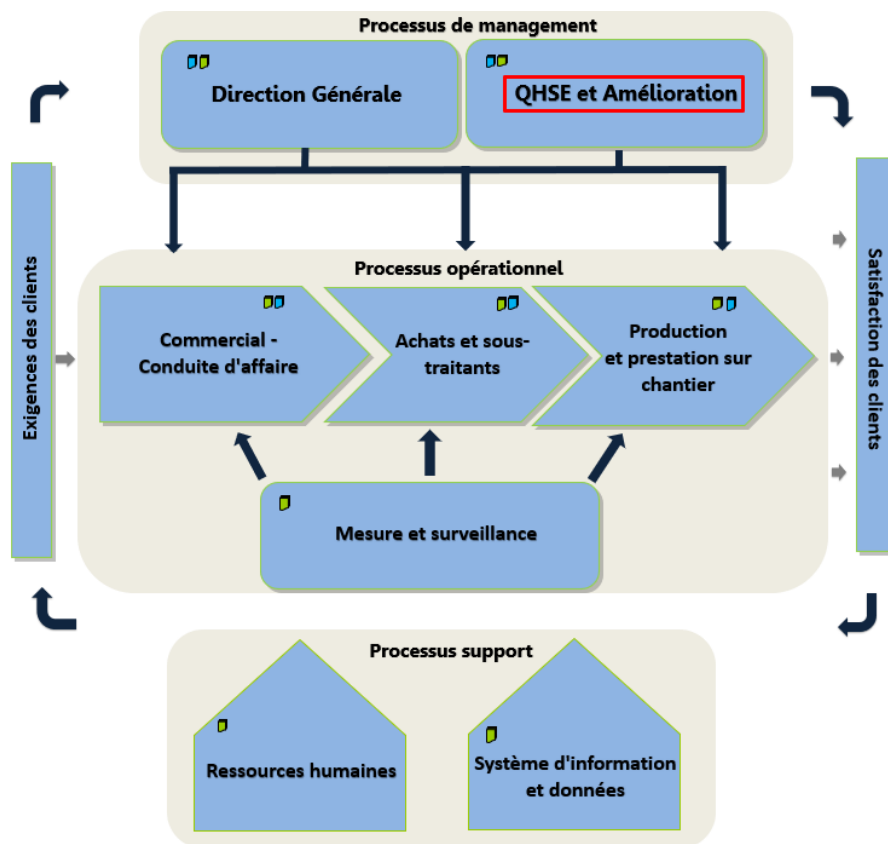 Processus de management
Direction Générale
QHSE et Amélioration
Exigences des clients
Processus opérationnel
Commercial -
Conduite d'affaire
Achats et sous-
traitants
Production
et prestation sur
chantier
Satisfaction des clients
Mesure et surveillance
Processus support
Ressources humaines
Système d'information
et données